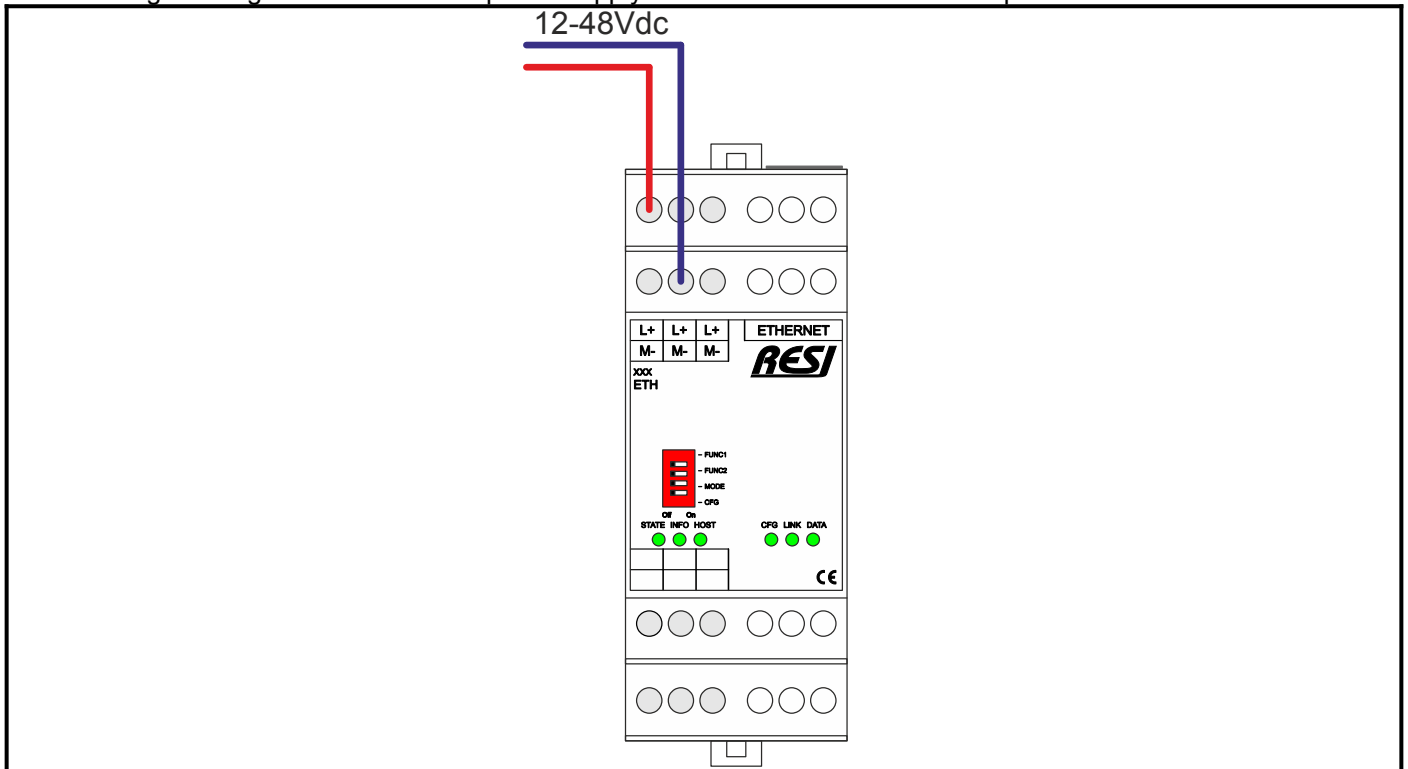 12-48Vdc
L+ L+ L+ ETHERNET
M- M- M-
RESI
xxx
ETH
- FUNC1
- FUNC2
- MODE
- CFG
Off On
STATE INFO HOST CFG LINK DATA
CE